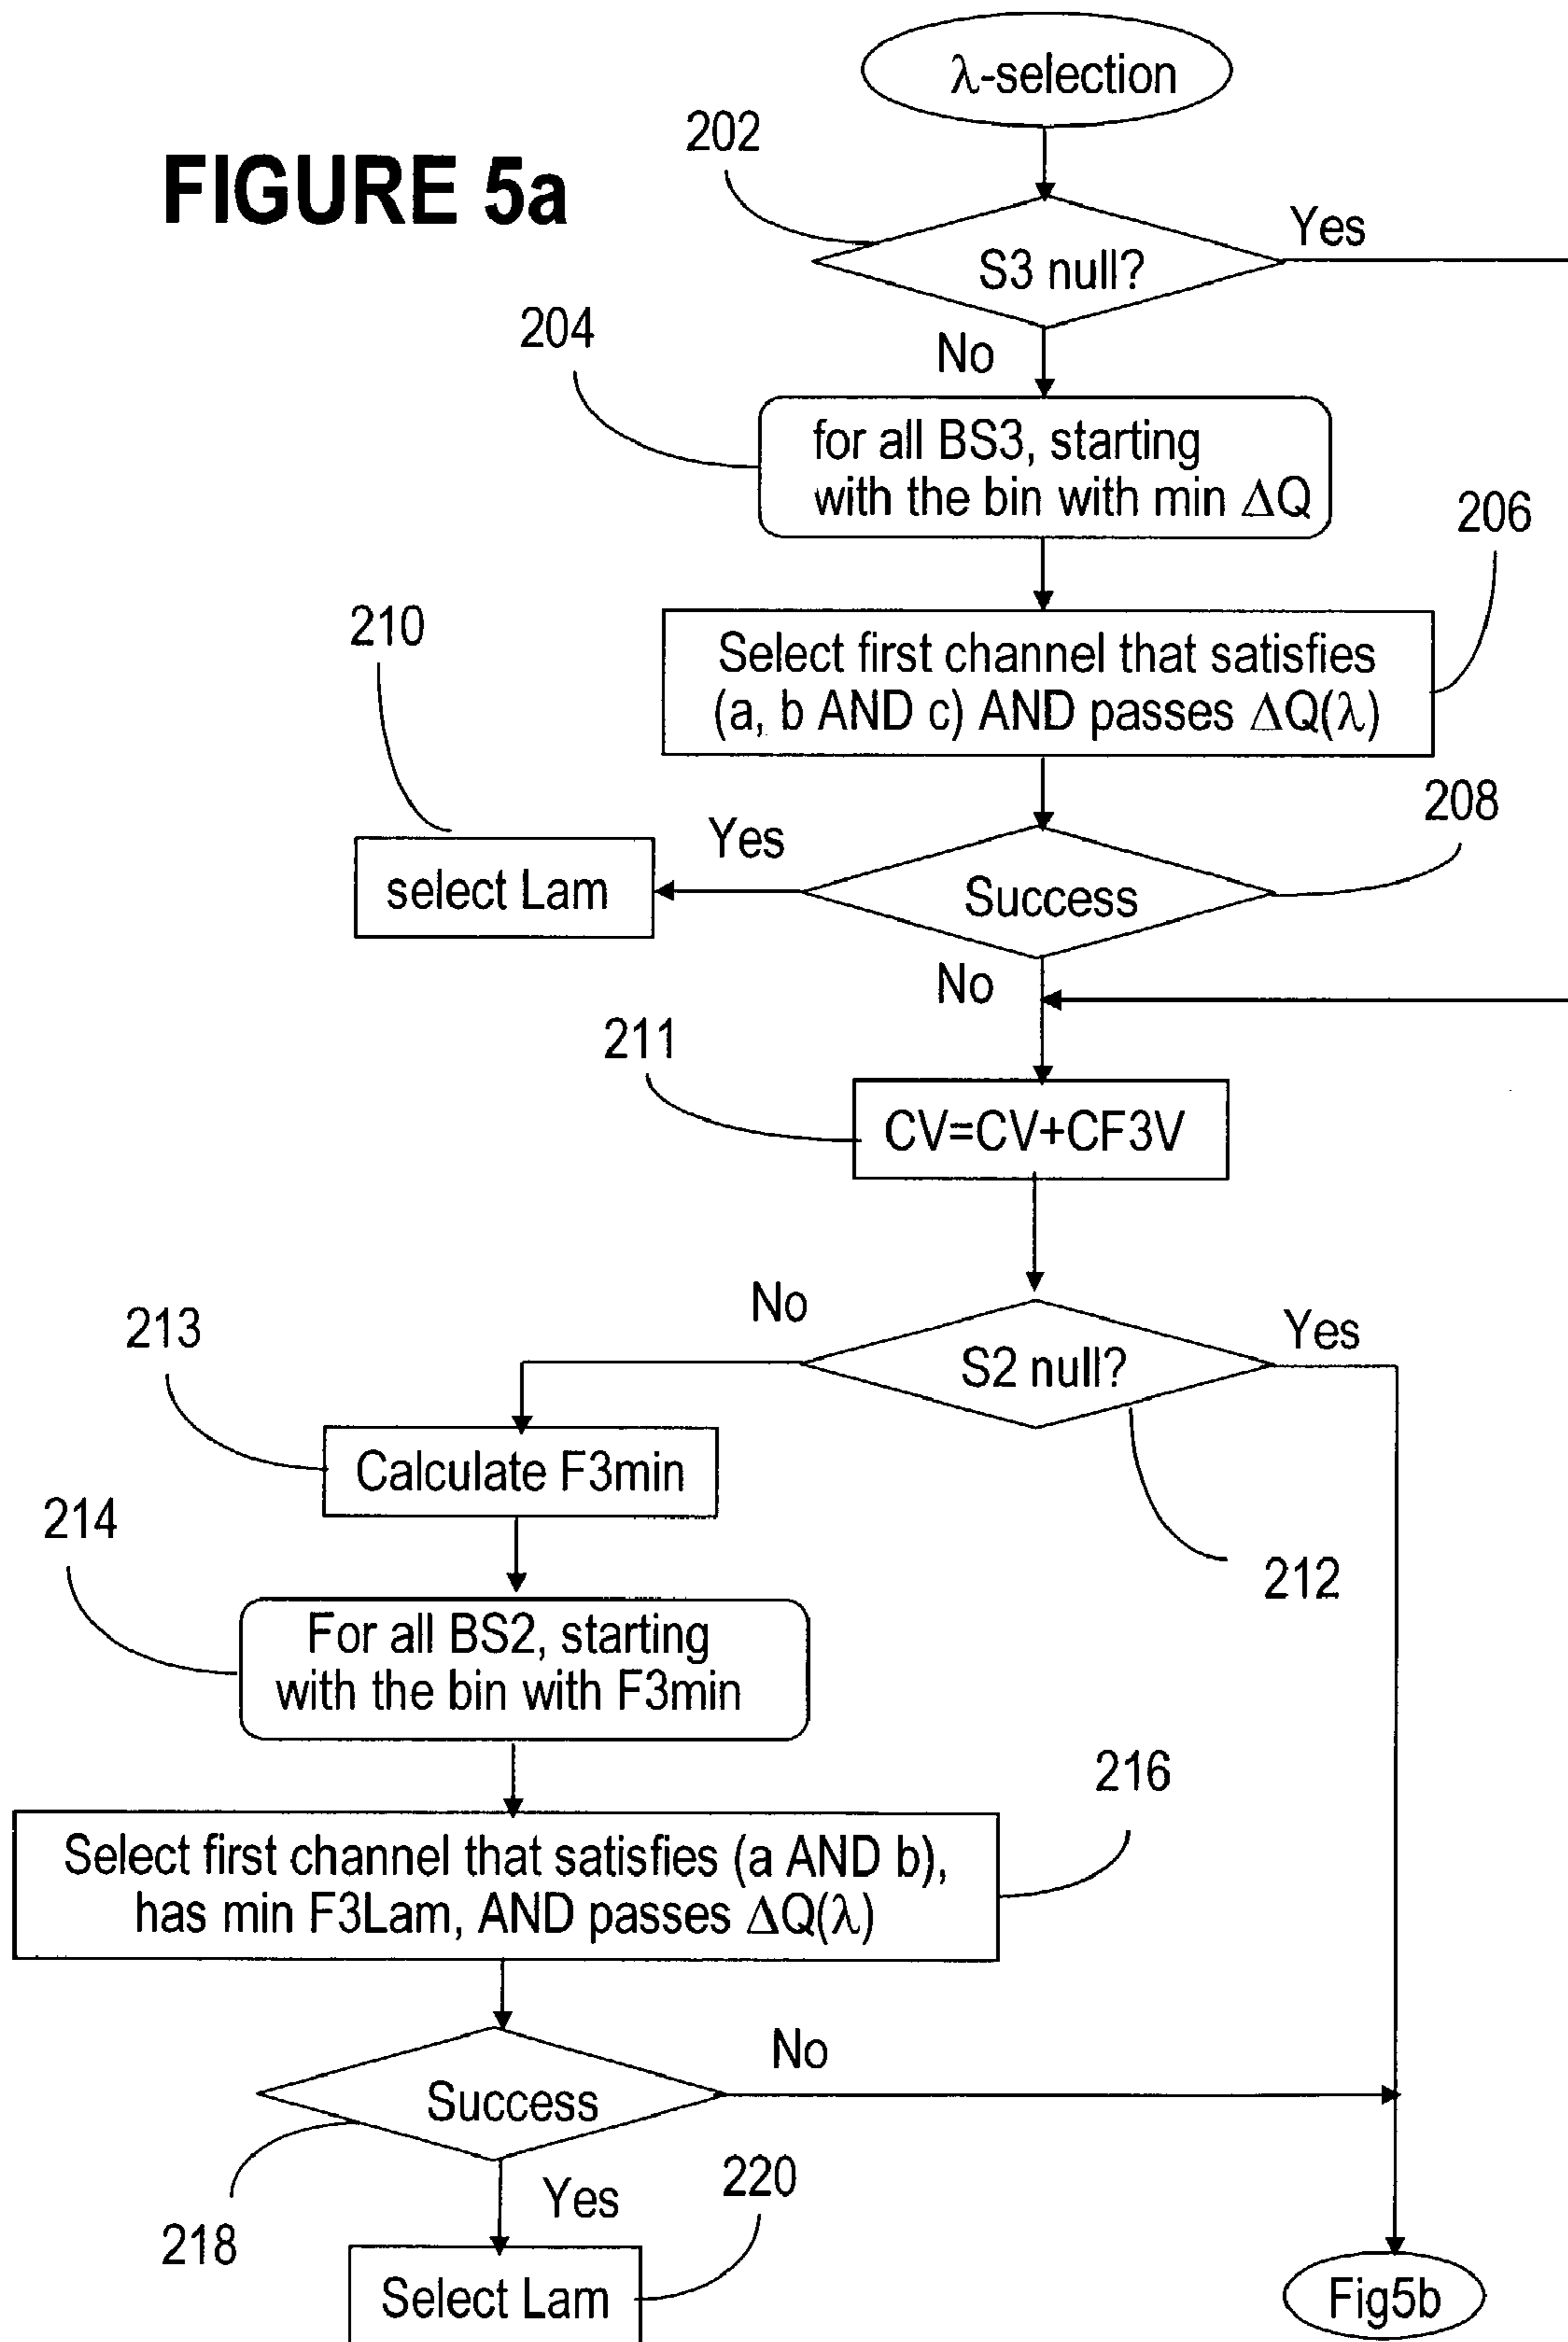 λ-selection
202
FIGURE 5a
Yes
S3 null?
204
No
for all BS3, starting
with the bin with min ΔQ
206
210
Select first channel that satisfies
(a, b AND c) AND passes ΔQ(λ)
208
Yes
select Lam
Success
No
211
CV=CV+CF3V
No
213
Yes
S2 null?
Calculate F3min
214
212
For all BS2, starting
with the bin with F3min
216
Select first channel that satisfies (a AND b),
has min F3Lam, AND passes ΔQ(λ)
No
Success
220
Yes
218
Select Lam
Fig5b